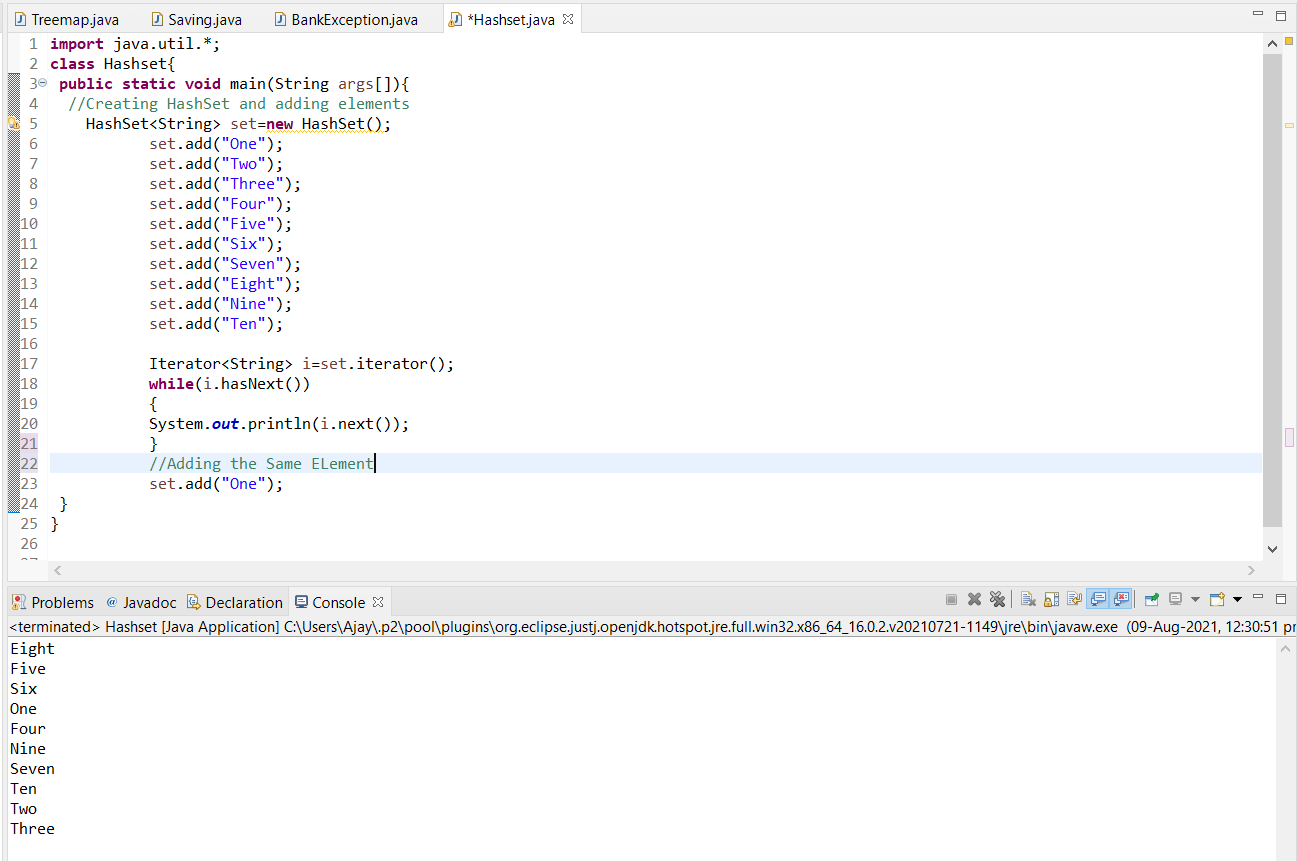 Treemap.java Saving.java BankException.java *Hashset.java
1 import java.util.*;
2 class Hashset{
3 public static void main(String args[]){
4 //Creating HashSet and adding elements
5 HashSet<String> set=new HashSet();
6 set.add("One");
7 set.add("Two");
8 set.add("Three");
9 set.add("Four");
10 set.add("Five");
11 set.add("Six");
12 set.add("Seven");
13 set.add("Eight");
14 set.add("Nine");
15 set.add("Ten");
16
17 Iterator<String> i=set.iterator();
18 while(i.hasNext())
19 {
20 System.out.println(i.next());
21 }
22 //Adding the Same ELement
23 set.add("One");
24 }
25 }
26
Problems @ Javadoc Declaration Console
<terminated> Hashset [Java Application] C:\Users\Ajay\.p2\pool\plugins\org.eclipse.justj.openjdk.hotspot.jre.full.win32.x86_64_16.0.2.v20210721-1149\jre\bin\javaw.exe (09-Aug-2021, 12:30:51
Eight
Five
Six
One
Four
Nine
Seven
Ten
Two
Three